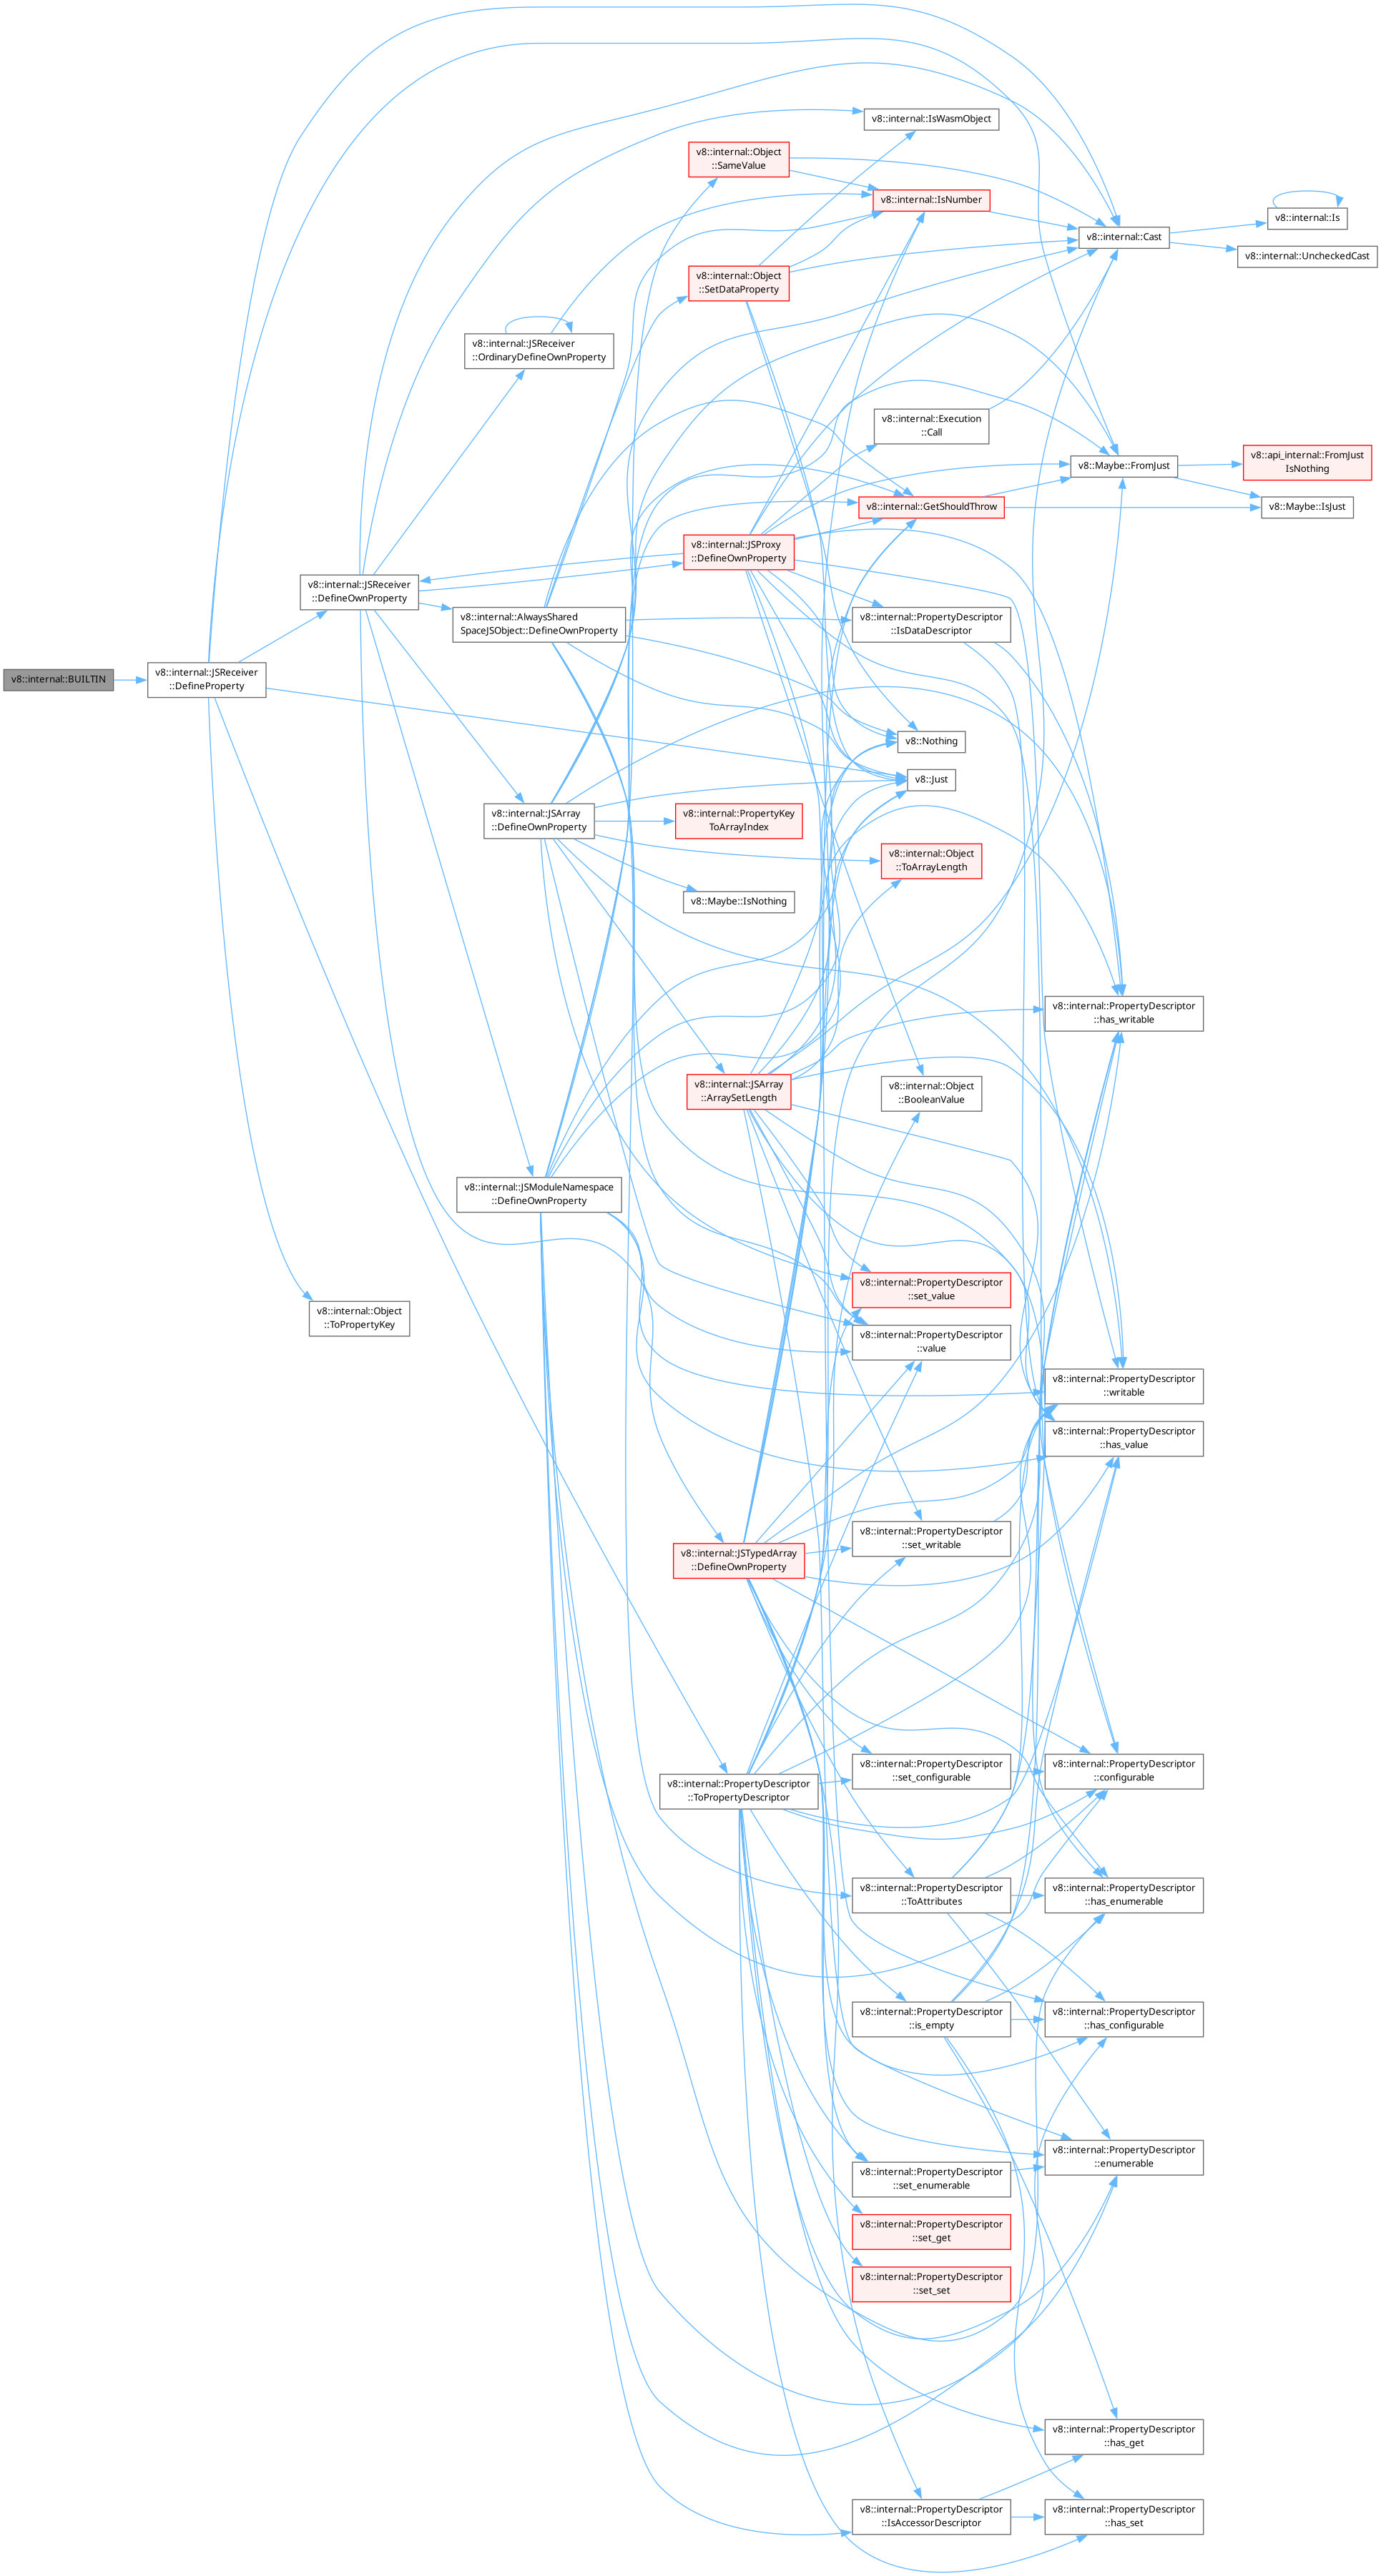 v8::internal::BUILTIN
v8::internal::JSReceiver
::DefineProperty
v8::internal::JSReceiver
::DefineOwnProperty
v8::internal::Object
::ToPropertyKey
v8::internal::JSReceiver
::OrdinaryDefineOwnProperty
v8::internal::AlwaysShared
SpaceJSObject::DefineOwnProperty
v8::internal::JSArray
::DefineOwnProperty
v8::internal::JSModuleNamespace
::DefineOwnProperty
v8::internal::Object
::SameValue
v8::internal::Object
::SetDataProperty
v8::internal::JSProxy
::DefineOwnProperty
v8::internal::PropertyKey
ToArrayIndex
v8::Maybe::IsNothing
v8::internal::JSArray
::ArraySetLength
v8::internal::JSTypedArray
::DefineOwnProperty
v8::internal::PropertyDescriptor
::ToPropertyDescriptor
v8::internal::IsWasmObject
v8::internal::IsNumber
v8::internal::Execution
::Call
v8::internal::GetShouldThrow
v8::internal::PropertyDescriptor
::IsDataDescriptor
v8::Nothing
v8::Just
v8::internal::Object
::ToArrayLength
v8::internal::Object
::BooleanValue
v8::internal::PropertyDescriptor
::set_value
v8::internal::PropertyDescriptor
::value
v8::internal::PropertyDescriptor
::set_writable
v8::internal::PropertyDescriptor
::set_configurable
v8::internal::PropertyDescriptor
::ToAttributes
v8::internal::PropertyDescriptor
::is_empty
v8::internal::PropertyDescriptor
::set_enumerable
v8::internal::PropertyDescriptor
::set_get
v8::internal::PropertyDescriptor
::set_set
v8::internal::PropertyDescriptor
::IsAccessorDescriptor
v8::internal::Cast
v8::Maybe::FromJust
v8::internal::PropertyDescriptor
::has_writable
v8::internal::PropertyDescriptor
::writable
v8::internal::PropertyDescriptor
::has_value
v8::internal::PropertyDescriptor
::configurable
v8::internal::PropertyDescriptor
::has_enumerable
v8::internal::PropertyDescriptor
::has_configurable
v8::internal::PropertyDescriptor
::enumerable
v8::internal::PropertyDescriptor
::has_get
v8::internal::PropertyDescriptor
::has_set
v8::internal::Is
v8::internal::UncheckedCast
v8::api_internal::FromJust
IsNothing
v8::Maybe::IsJust